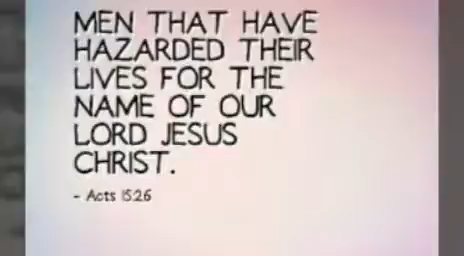 MEN THAT HAVE
HAZARDED THEIR
LIVES FOR THE
NAME OF OUR
LORD JESUS
CHRIST.
- Acts 15:26